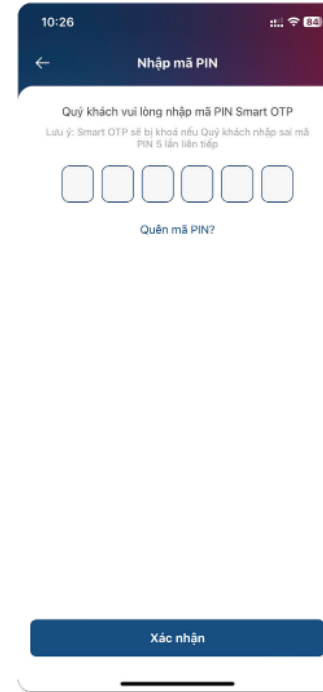 10:26
84
Nhập mã PIN
Quý khách vui lòng nhập mã PIN Smart OTP
Lưu ý: Smart OTP sẽ bị khoá nếu Quý khách nhập sai mã
PIN 5 lần liên tiếp
Quên mã PIN?
Xác nhận